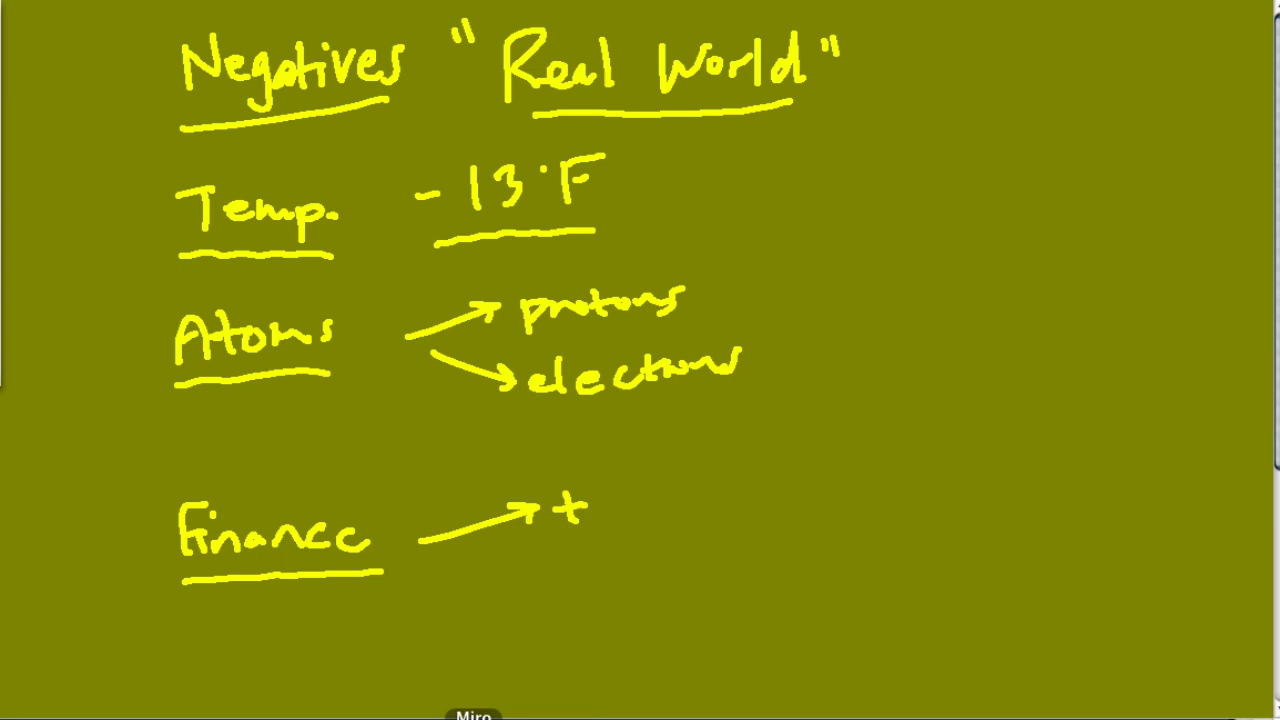 Negatives "Real World"
Temp. -13°F
Atoms → protons
→ electrons
Finance → +
Miro